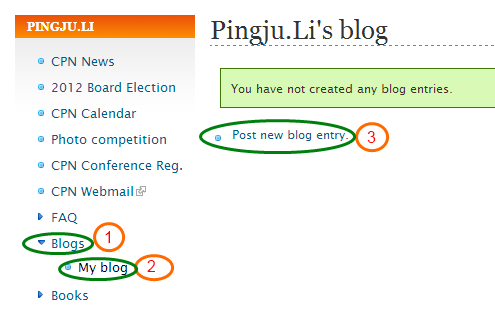 PINGJU.LI
CPN News
2012 Board Election
CPN Calendar
Photo competition
CPN Conference Reg.
CPN Webmail
FAQ
Blogs 1
My blog 2
Books
Pingju.Li's blog
You have not created any blog entries.
Post new blog entry. 3